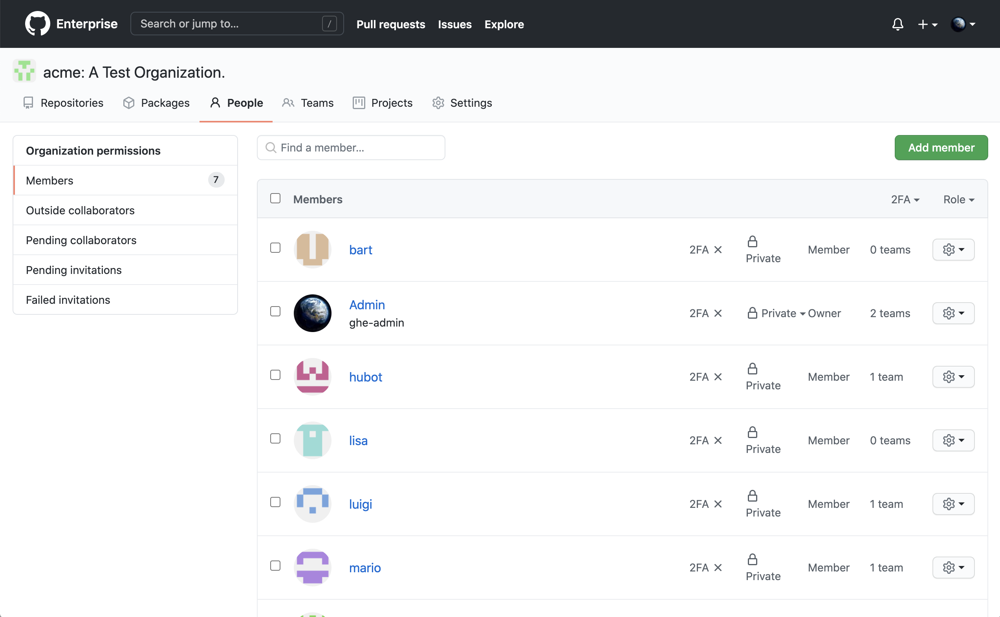 Enterprise
Search or jump to...
/
Pull requests
Issues
Explore
acme: A Test Organization.
Repositories
Packages
People
Teams
Projects
Settings
Organization permissions
Members
7
Outside collaborators
Pending collaborators
Pending invitations
Failed invitations
Find a member...
Add member
Members
2FA
Role
bart
2FA
Private
Member
0 teams
Admin
ghe-admin
2FA
Private
Owner
2 teams
hubot
2FA
Private
Member
1 team
lisa
2FA
Private
Member
0 teams
luigi
2FA
Private
Member
1 team
mario
2FA
Private
Member
1 team